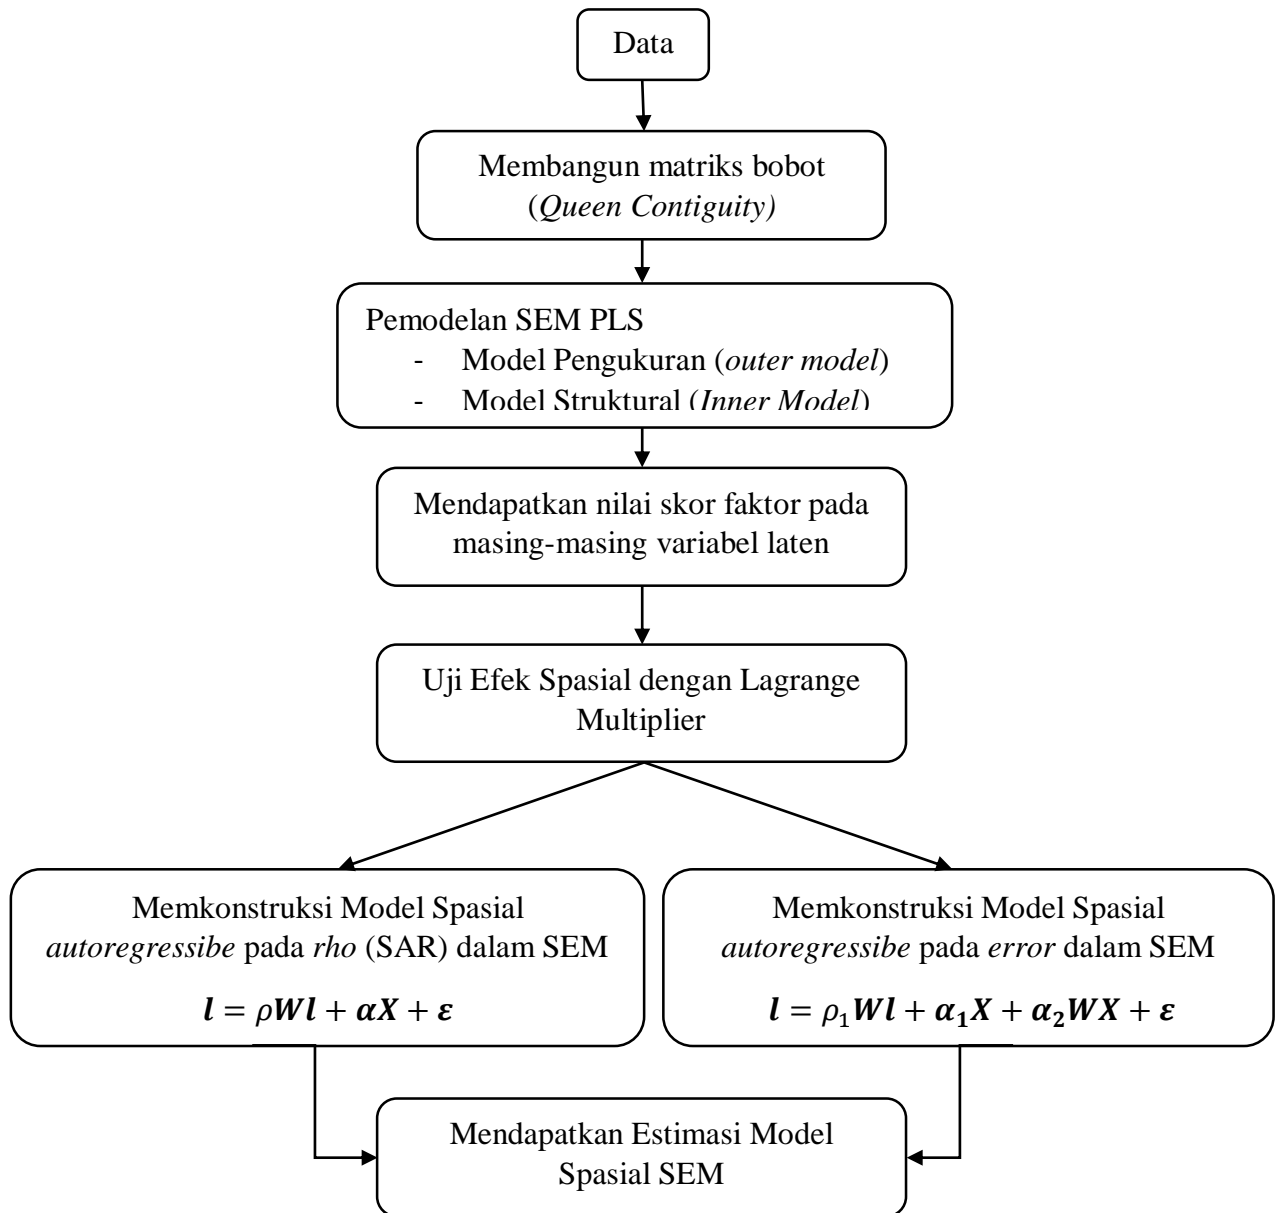 Data
Membangun matriks bobot
(Queen Contiguity)
Pemodelan SEM PLS
- Model Pengukuran (outer model)
- Model Struktural (Inner Model)
Mendapatkan nilai skor faktor pada
masing-masing variabel laten
Uji Efek Spasial dengan Lagrange
Multiplier
Memkonstruksi Model Spasial
autoregressibe pada rho (SAR) dalam SEM
l = ρWl + αX + ε
Memkonstruksi Model Spasial
autoregressibe pada error dalam SEM
l = ρ₁Wl + α₁X + α₂WX + ε
Mendapatkan Estimasi Model
Spasial SEM